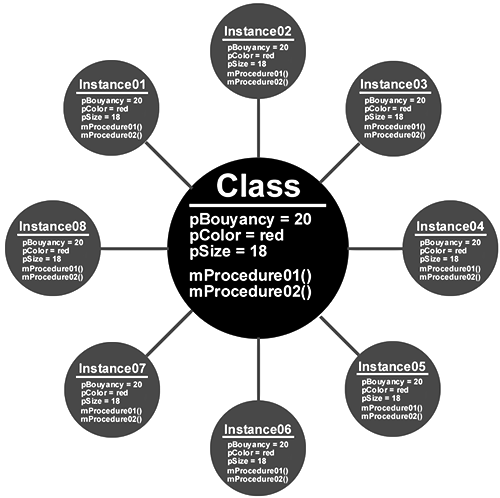 Instance01
pBouyancy = 20
pColor = red
pSize = 18
mProcedure01()
mProcedure02()
Instance02
pBouyancy = 20
pColor = red
pSize = 18
mProcedure01()
mProcedure02()
Instance03
pBouyancy = 20
pColor = red
pSize = 18
mProcedure01()
mProcedure02()
Class
pBouyancy = 20
pColor = red
pSize = 18
mProcedure01()
mProcedure02()
Instance04
pBouyancy = 20
pColor = red
pSize = 18
mProcedure01()
mProcedure02()
Instance05
pBouyancy = 20
pColor = red
pSize = 18
mProcedure01()
mProcedure02()
Instance06
pBouyancy = 20
pColor = red
pSize = 18
mProcedure01()
mProcedure02()
Instance07
pBouyancy = 20
pColor = red
pSize = 18
mProcedure01()
mProcedure02()
Instance08
pBouyancy = 20
pColor = red
pSize = 18
mProcedure01()
mProcedure02()